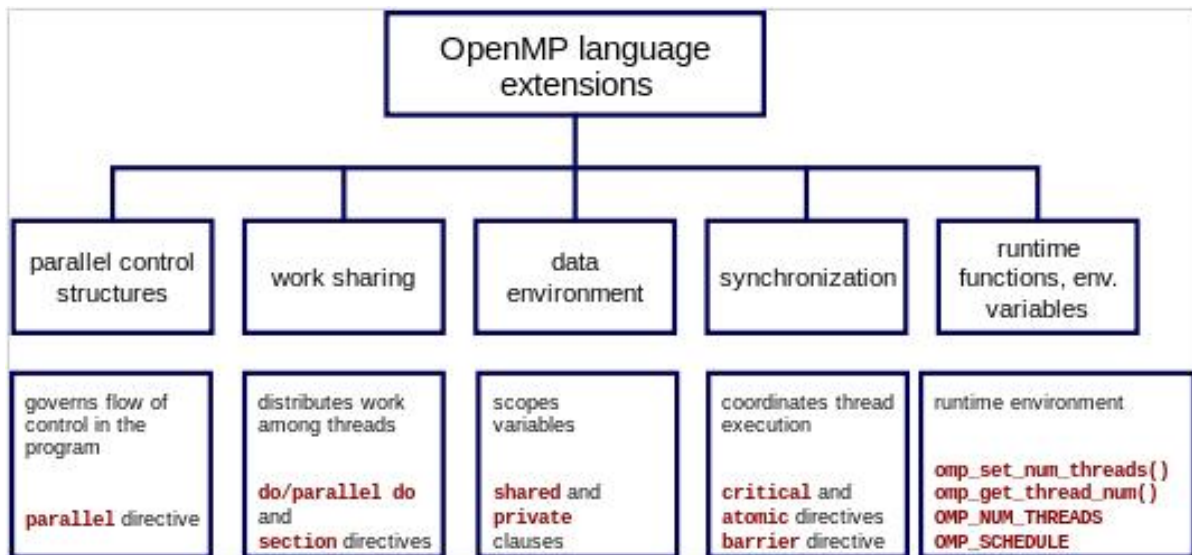 OpenMP language
extensions
parallel control
structures
work sharing
data
environment
synchronization
runtime
functions, env.
variables
governs flow of
control in the
program
parallel directive
distributes work
among threads
do/parallel do
and
section directives
scopes
variables
shared and
private
clauses
coordinates thread
execution
critical and
atomic directives
barrier directive
runtime environment
omp_set_num_threads()
omp_get_thread_num()
OMP_NUM_THREADS
OMP_SCHEDULE